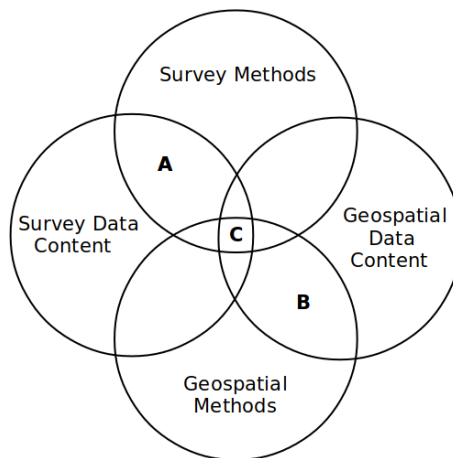 Survey Methods
A
Survey Data
Content
C
Geospatial
Data
Content
B
Geospatial
Methods